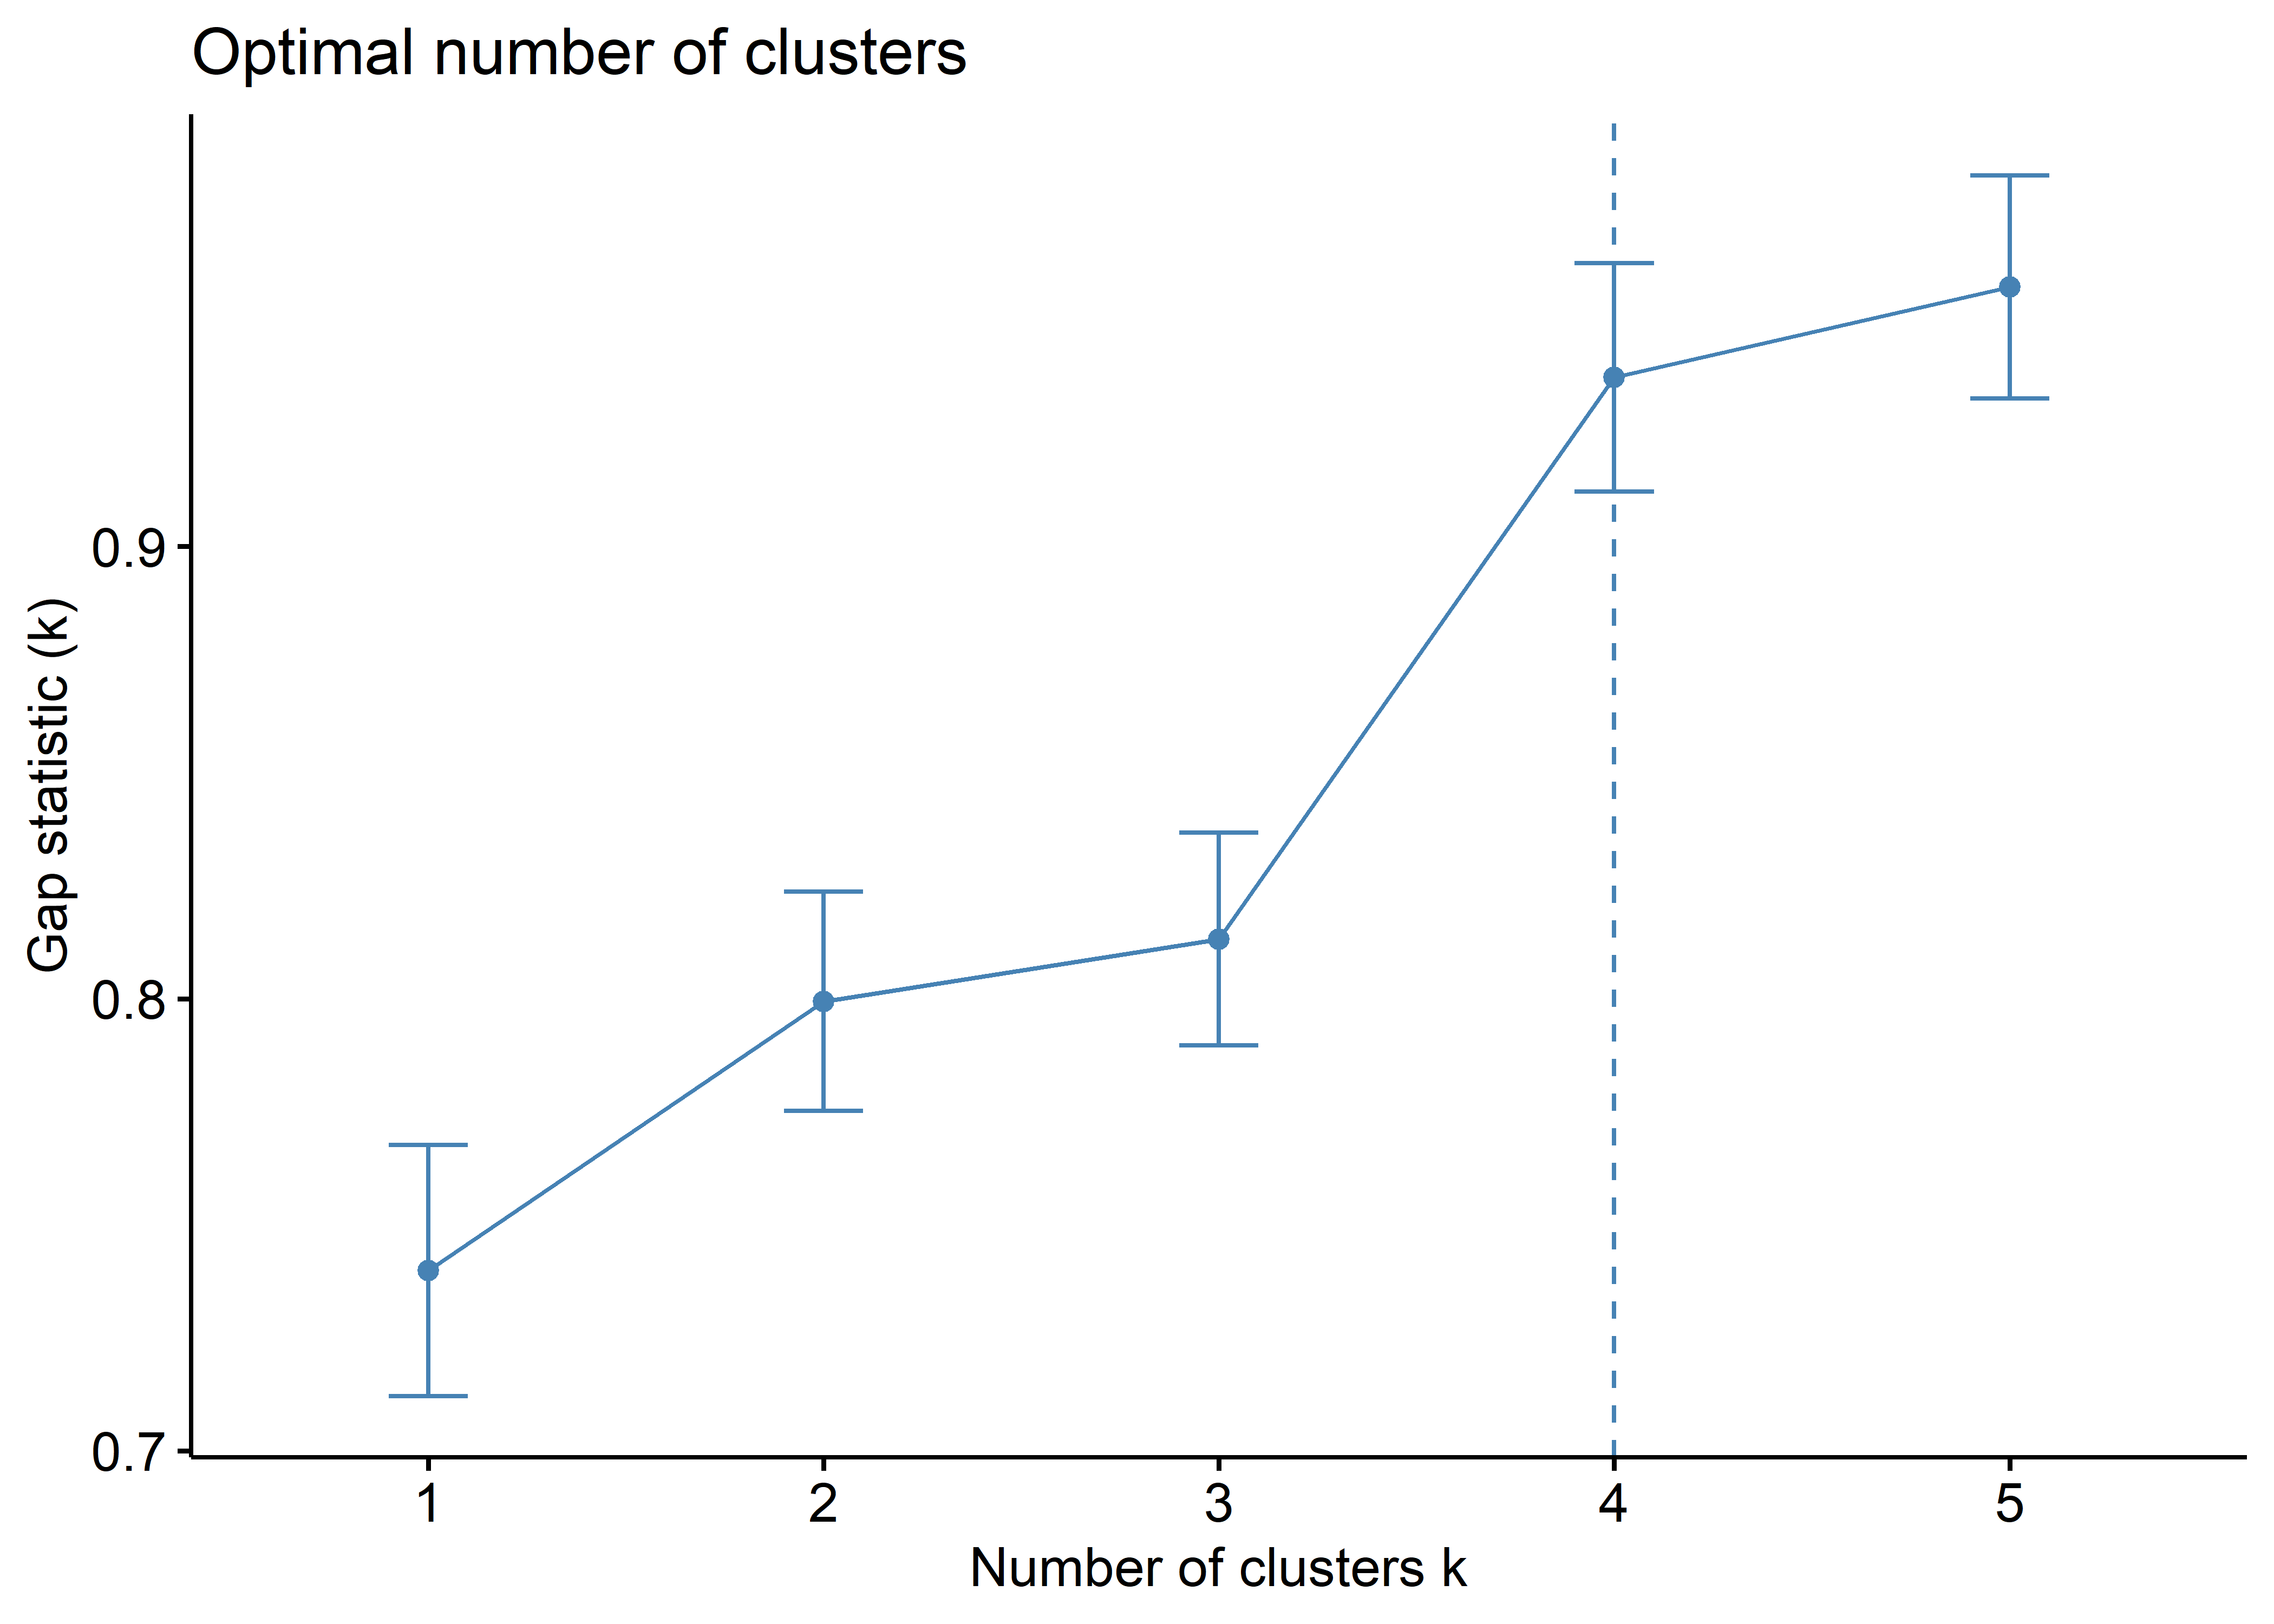 Optimal number of clusters
Gap statistic (k)
0.9
0.8
0.7
1 2 3 4 5
Number of clusters k